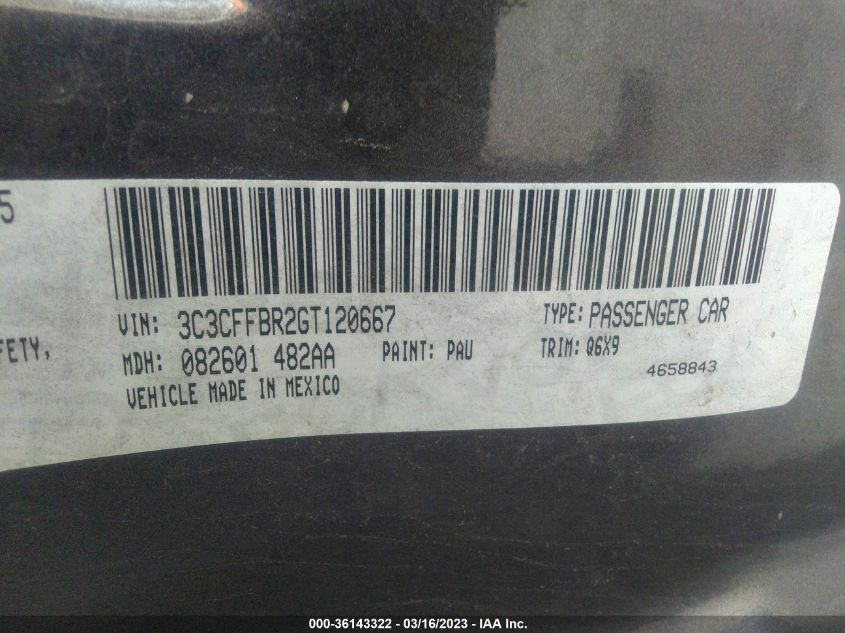 5
VIN: 3C3CFFBR2GT120667 TYPE: PASSENGER CAR
FETY, MDH: 082601 482AA PAINT: PAU TRIM: Q6X9
VEHICLE MADE IN MEXICO 4658843
000-36143322 - 03/16/2023 - IAA Inc.